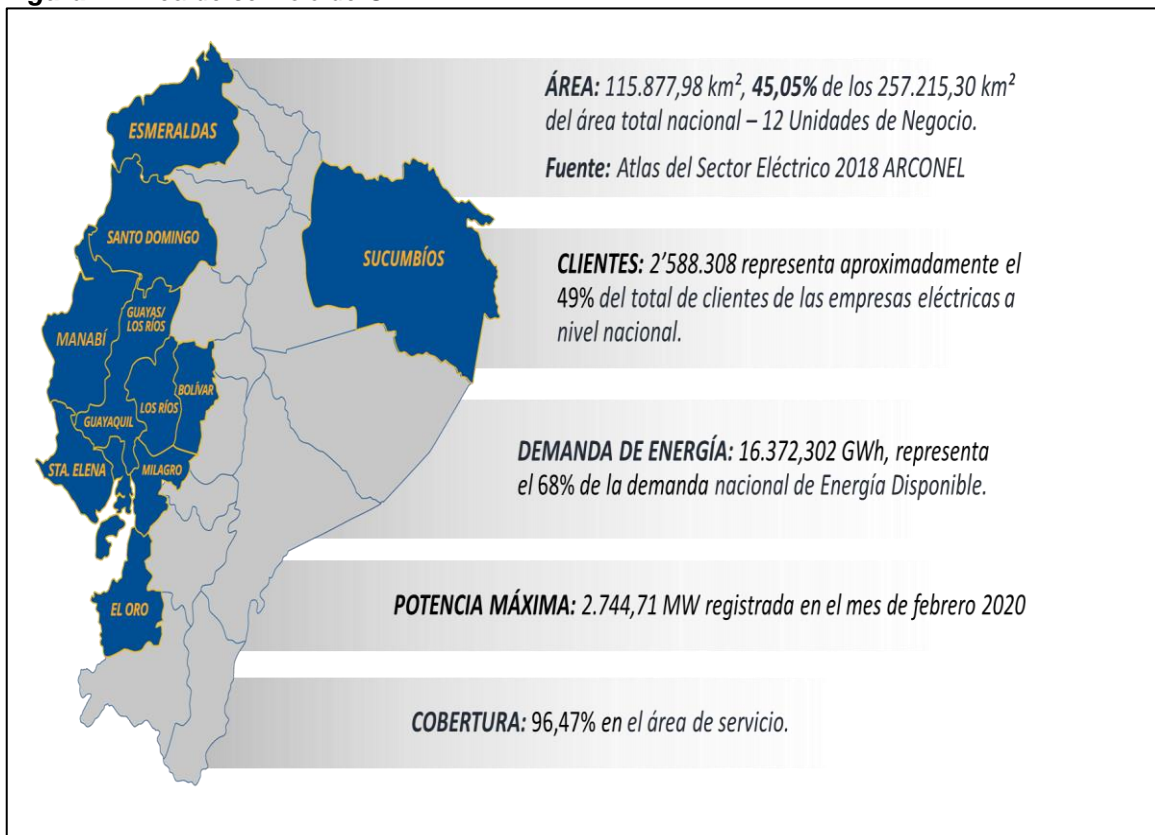 ESMERALDAS
SANTO DOMINGO
GUAYAS/
LOS RÍOS
MANABÍ
BOLÍVAR
LOS RÍOS
GUAYAQUIL
STA. ELENA
MILAGRO
EL ORO
SUCUMBÍOS
ÁREA: 115.877,98 km², 45,05% de los 257.215,30 km²
del área total nacional – 12 Unidades de Negocio.
Fuente: Atlas del Sector Eléctrico 2018 ARCONEL
CLIENTES: 2’588.308 representa aproximadamente el
49% del total de clientes de las empresas eléctricas a
nivel nacional.
DEMANDA DE ENERGÍA: 16.372,302 GWh, representa
el 68% de la demanda nacional de Energía Disponible.
POTENCIA MÁXIMA: 2.744,71 MW registrada en el mes de febrero 2020
COBERTURA: 96,47% en el área de servicio.